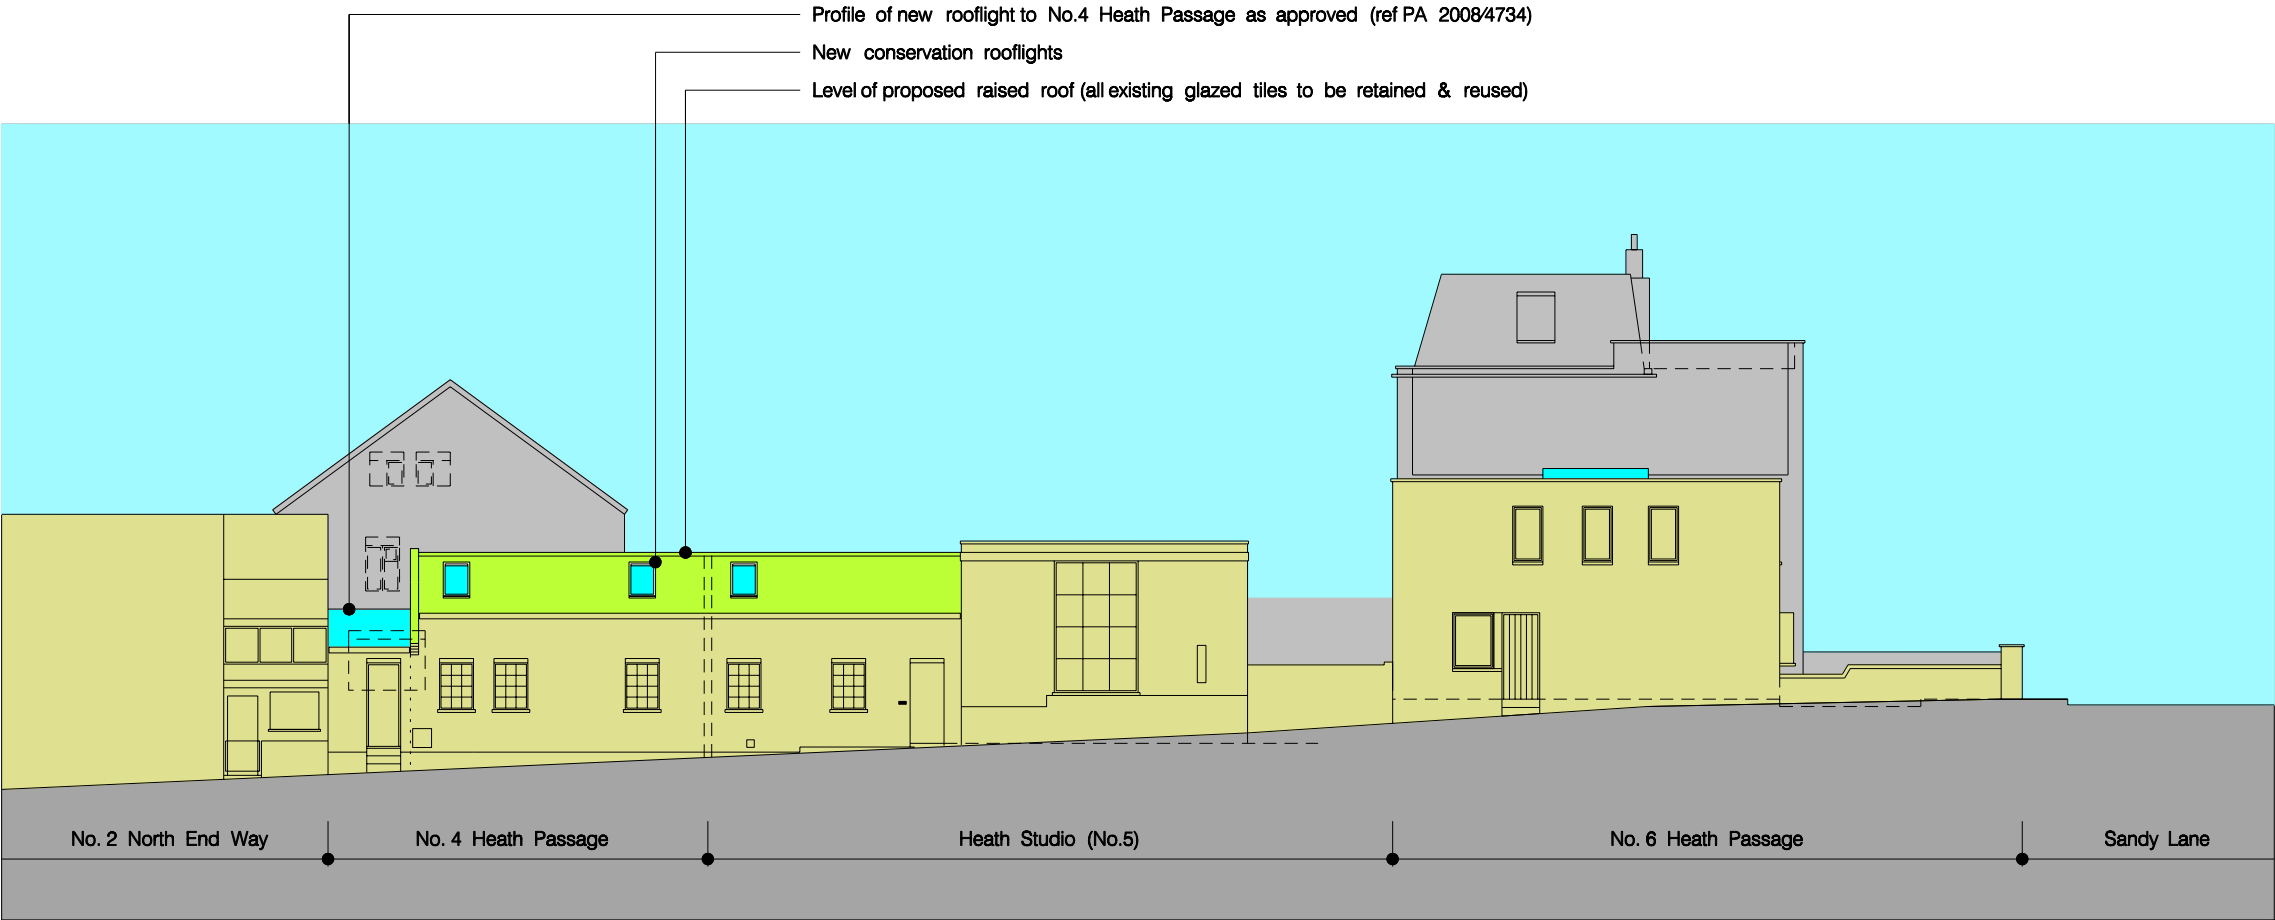 Profile of new rooflight to No.4 Heath Passage as approved (ref PA 2008/4734)
New conservation rooflights
Level of proposed raised roof (all existing glazed tiles to be retained & reused)
No. 2 North End Way
No. 4 Heath Passage
Heath Studio (No.5)
No. 6 Heath Passage
Sandy Lane